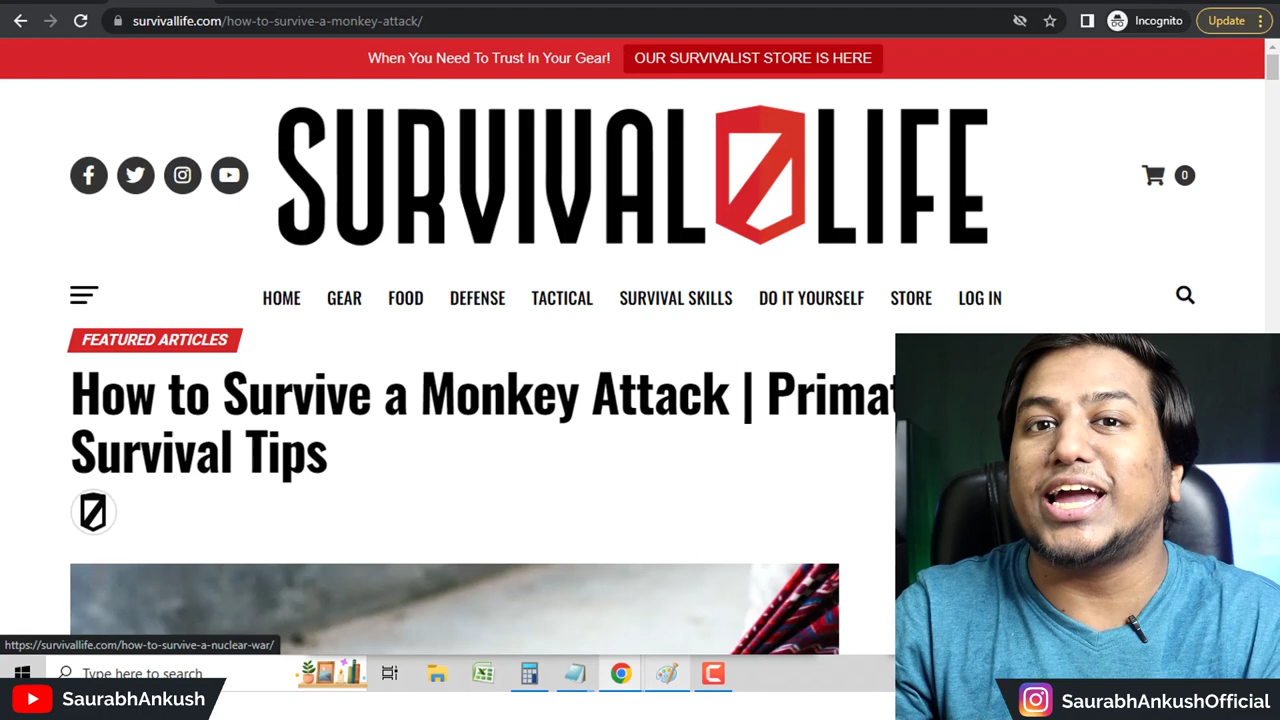 survivallife.com/how-to-survive-a-monkey-attack/
Incognito
Update
When You Need To Trust In Your Gear!
OUR SURVIVALIST STORE IS HERE
SURVIVAL LIFE
0
HOME
GEAR
FOOD
DEFENSE
TACTICAL
SURVIVAL SKILLS
DO IT YOURSELF
STORE
LOG IN
FEATURED ARTICLES
How to Survive a Monkey Attack | Primat
Survival Tips
https://survivallife.com/how-to-survive-a-nuclear-war/
Type here to search
SaurabhAnkush
SaurabhAnkushOfficial